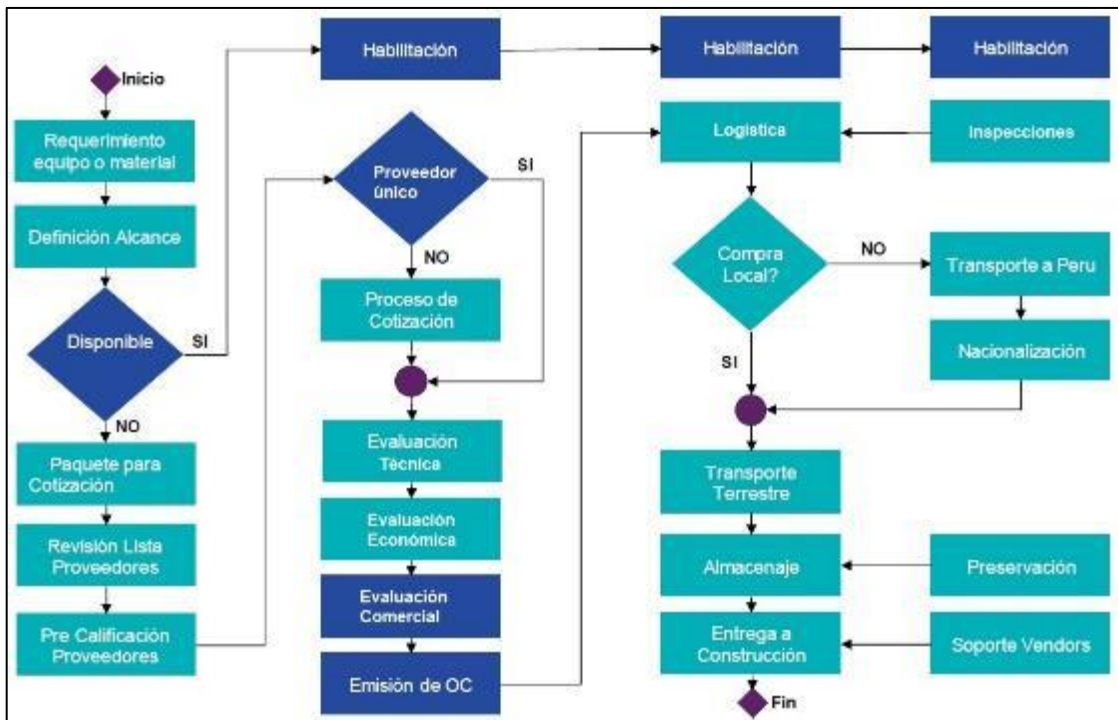 Inicio
Requerimiento
equipo o material
Definición Alcance
Disponible
SI
NO
Paquete para
Cotización
Revisión Lista
Proveedores
Pre Calificación
Proveedores
Habilitación
Proveedor
único
SI
NO
Proceso de
Cotización
Evaluación
Técnica
Evaluación
Económica
Evaluación
Comercial
Emisión de OC
Habilitación
Logística
Compra
Local?
NO
SI
Transporte
Terrestre
Almacenaje
Entrega a
Construcción
Fin
Habilitación
Inspecciones
Transporte a Peru
Nacionalización
Preservación
Soporte Vendors